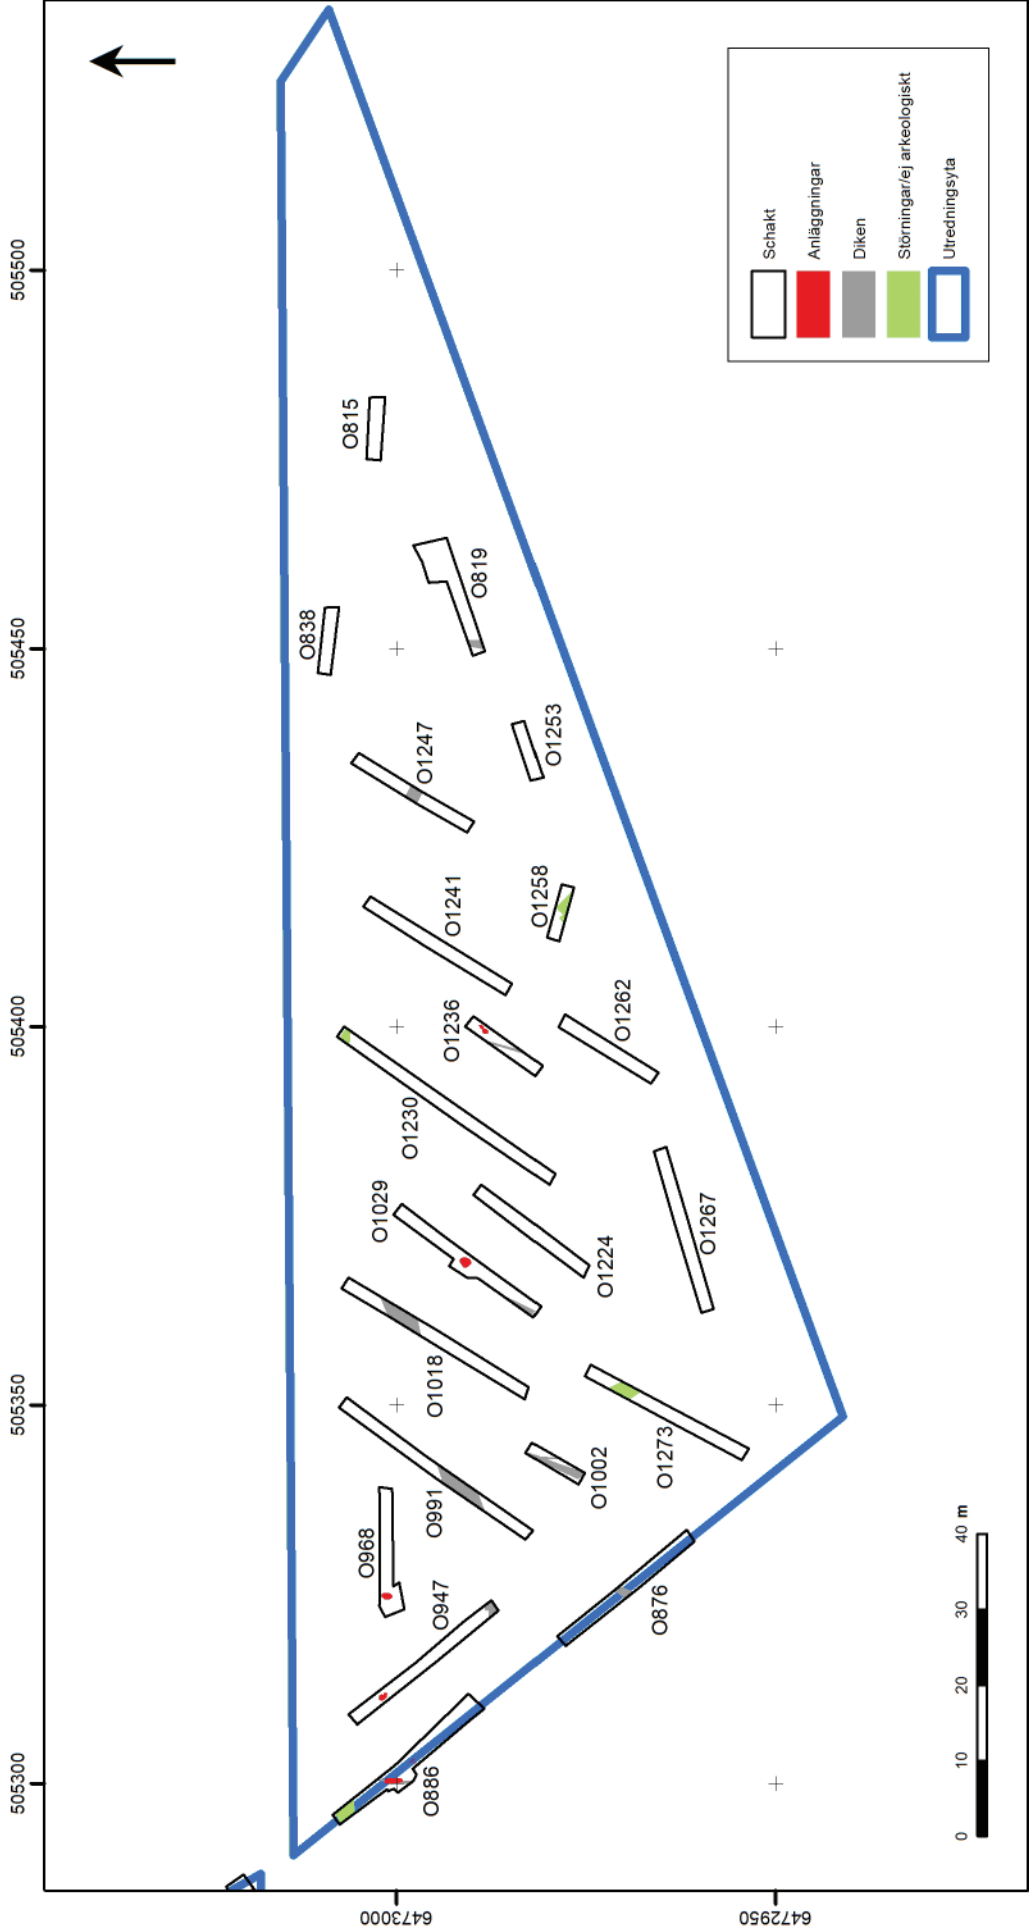 505300
505350
505400
505450
505500
6473000
6472950
O838
O815
O819
O1247
O1253
O1241
O1258
O1236
O1262
O1230
O1029
O1224
O1267
O1018
O991
O1002
O1273
O968
O947
O876
O886
Schakt
Anläggningar
Diken
Störningar/ej arkeologiskt
Utredningsyta
0 10 20 30 40 m